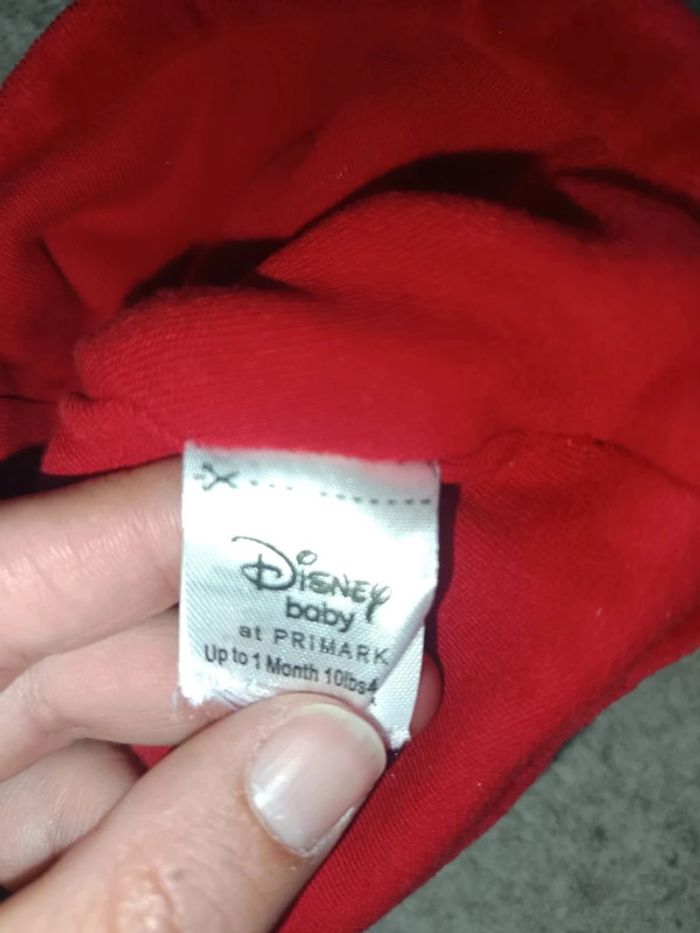 Disney
baby
at PRIMARK
Up to 1 Month 10lbs